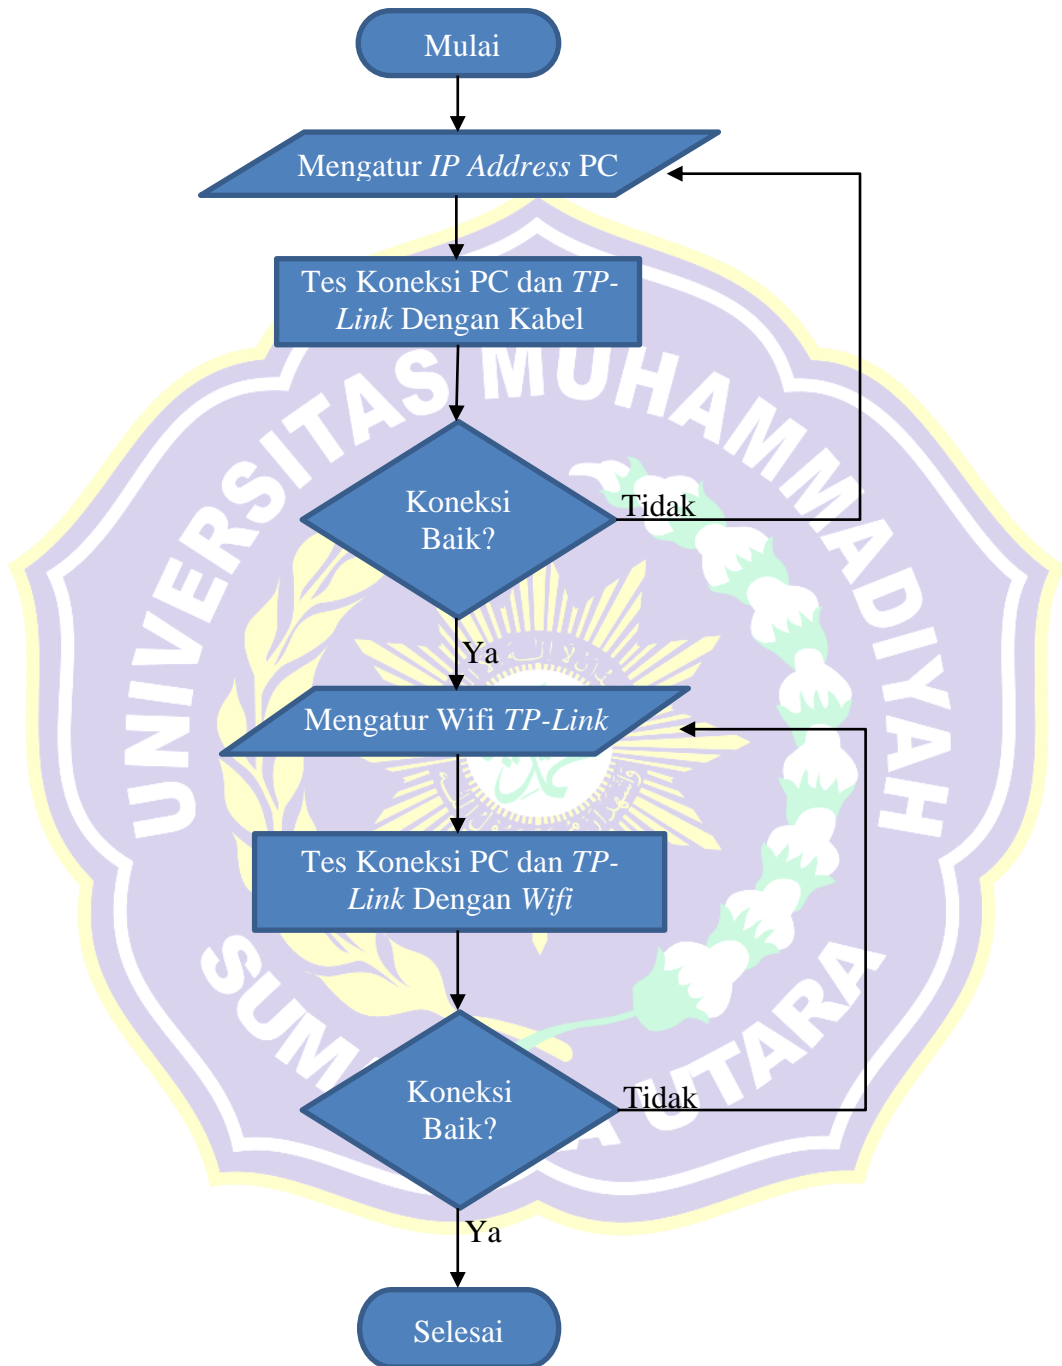 Mulai
Mengatur IP Address PC
Tes Koneksi PC dan TP-
Link Dengan Kabel
UNIVERSITAS MUHAMMADIYAH
Koneksi
Baik?
Tidak
Ya
Mengatur Wifi TP-Link
Tes Koneksi PC dan TP-
Link Dengan Wifi
SUM A UTARA
Koneksi
Baik?
Tidak
Ya
Selesai